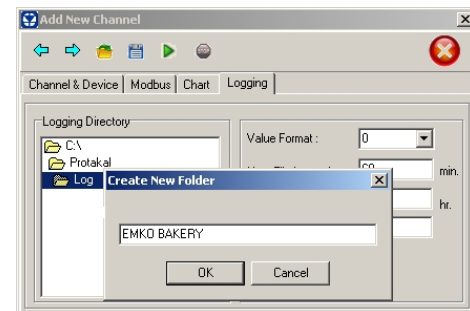 Add New Channel
Channel & Device
Modbus
Chart
Logging
Logging Directory
C:\
Protakal
Log
Value Format :
0
min.
hr.
Create New Folder
EMKO BAKERY
OK
Cancel